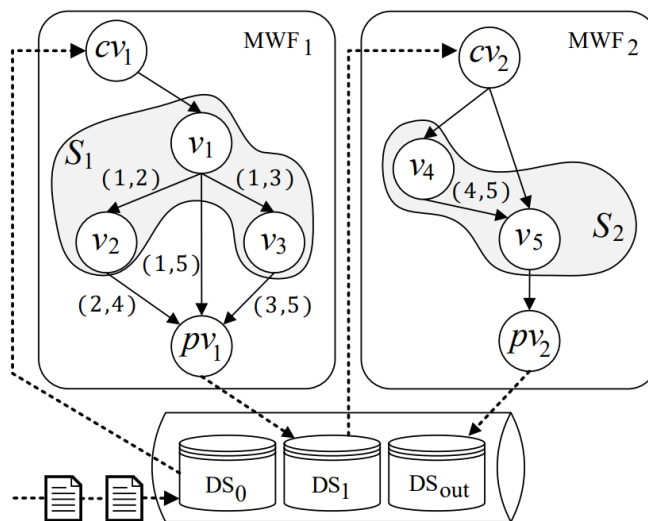 MWF1
cv1
v1
S1
(1,2)
(1,3)
v2
v3
(1,5)
(2,4)
(3,5)
pv1
MWF2
cv2
v4
(4,5)
v5
S2
pv2
DS0
DS1
DSout